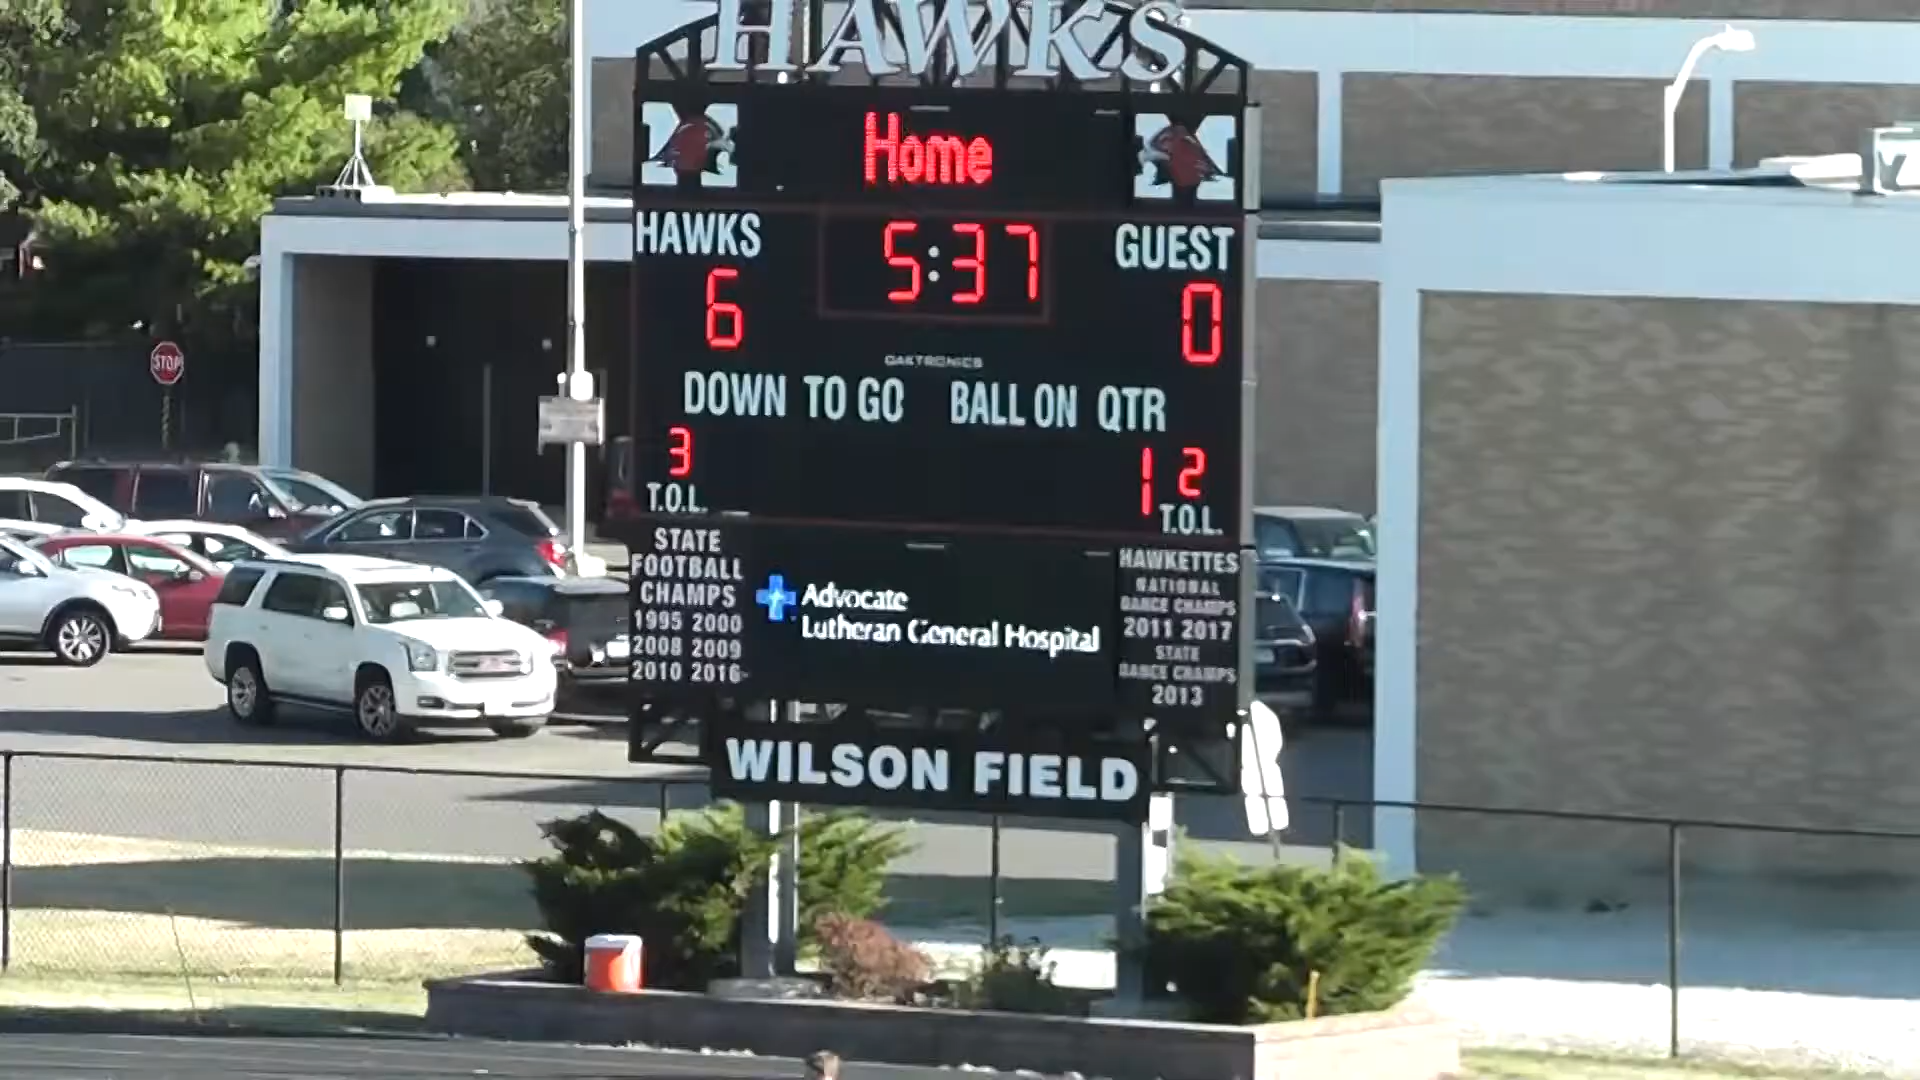 HAWKS
Home
HAWKS 5:37 GUEST
6 0
DAKTRONICS
DOWN TO GO BALL ON QTR
3 1 2
T.O.L. T.O.L.
STATE
FOOTBALL
CHAMPS
1995 2000
2008 2009
2010 2016
Advocate
Lutheran General Hospital
HAWKETTES
NATIONAL
DANCE CHAMPS
2011 2017
STATE
DANCE CHAMPS
2013
WILSON FIELD
STOP